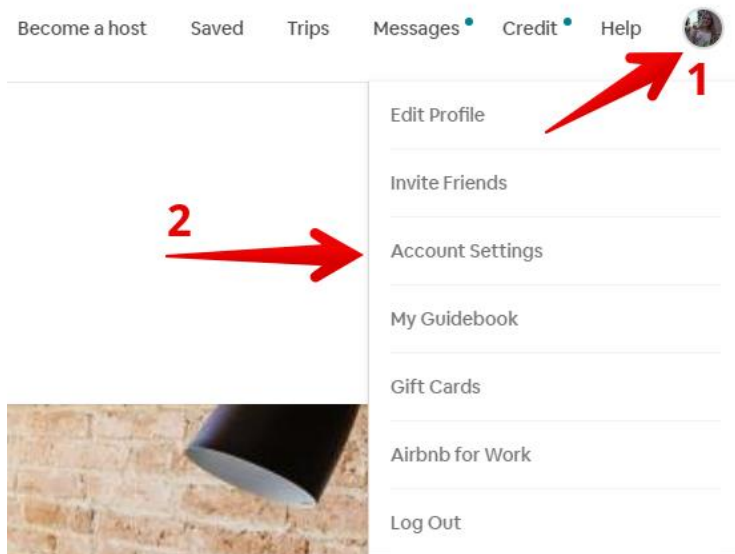 Become a host Saved Trips Messages Credit Help
1
Edit Profile
Invite Friends
2
Account Settings
My Guidebook
Gift Cards
Airbnb for Work
Log Out